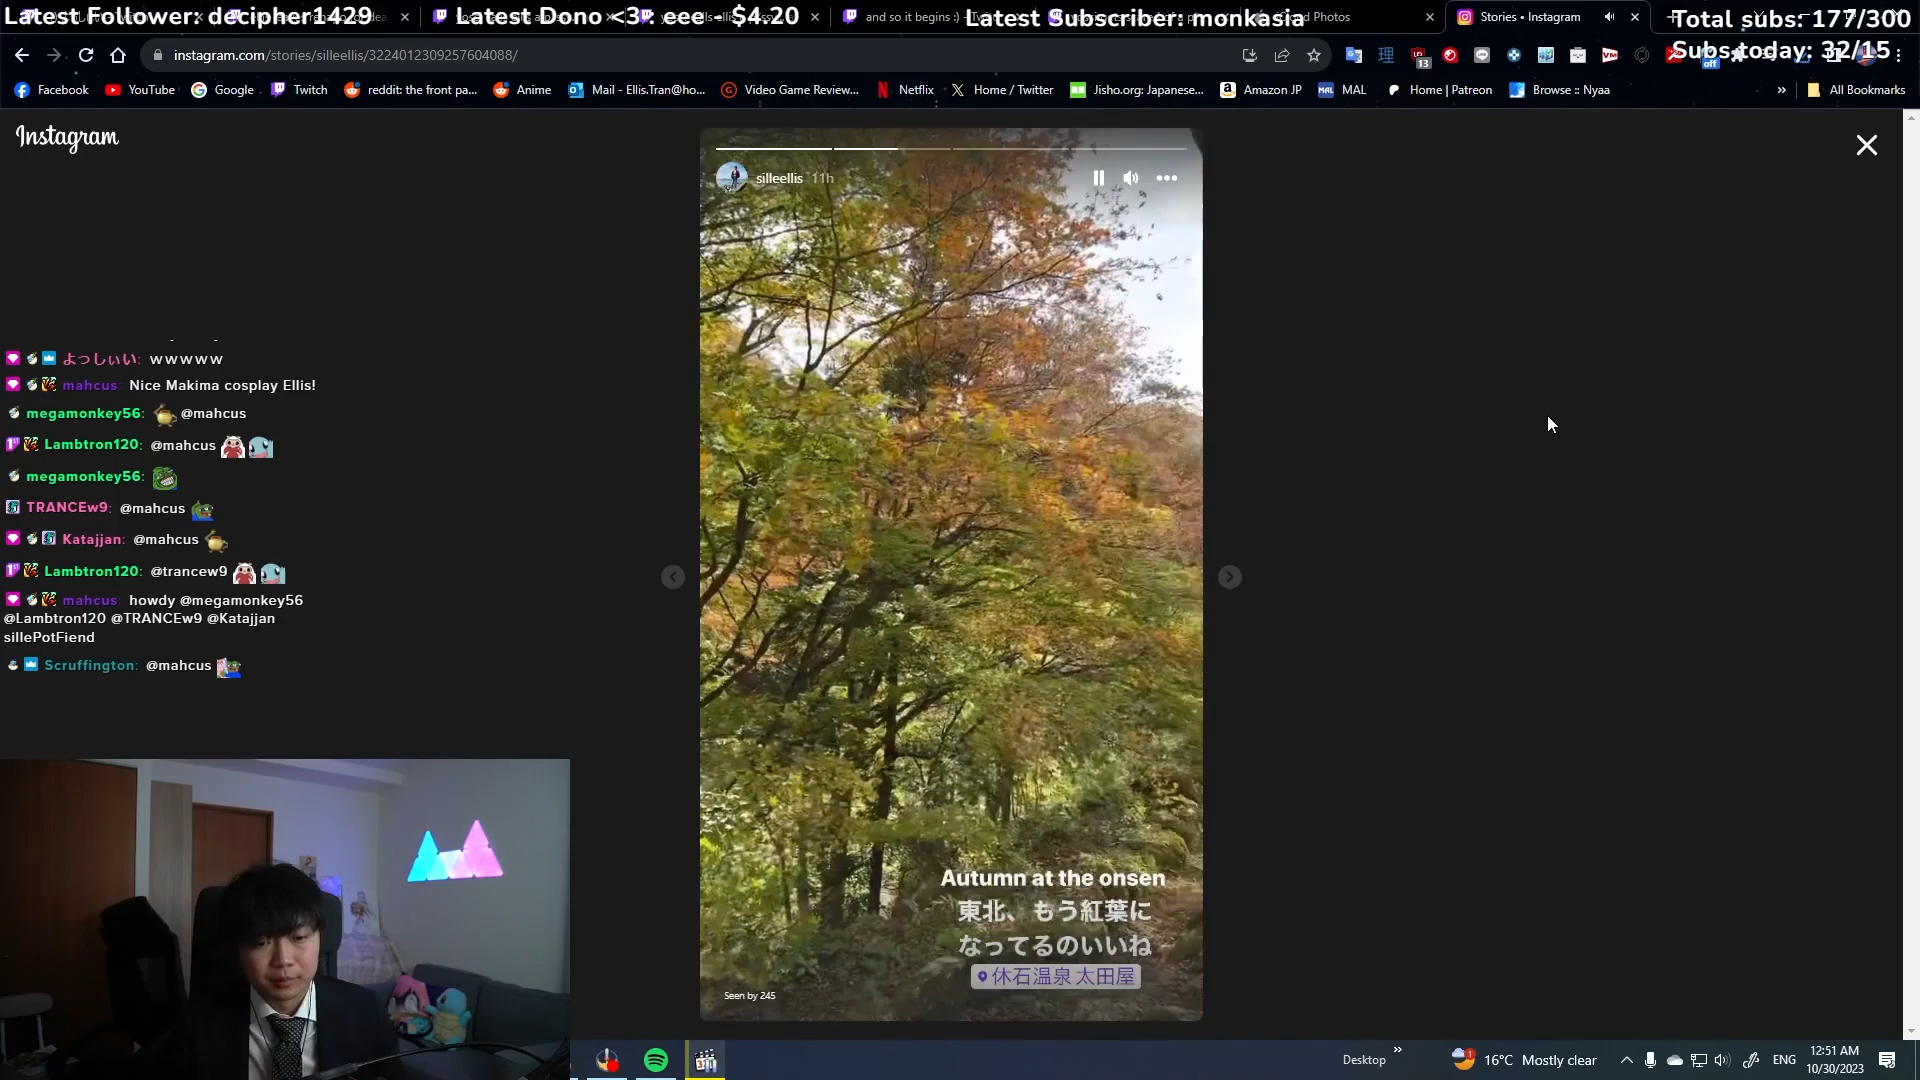 Latest Follower: decipher1429
Latest Dono <3: eee - $4.20
Latest Subscriber: monkasia
Total subs: 177/300
Subs today: 32/15
and so it begins :)
Photos
Stories • Instagram
instagram.com/stories/silleellis/3224012309257604088/
13
off
Facebook
YouTube
Google
Twitch
reddit: the front pa...
Anime
Mail - Ellis.Tran@ho...
Video Game Review...
Netflix
Home / Twitter
Jisho.org: Japanese...
Amazon JP
MAL
Home | Patreon
Browse :: Nyaa
All Bookmarks
Instagram
silleellis 11h
よっしぃい: wwwww
mahcus: Nice Makima cosplay Ellis!
megamonkey56: @mahcus
Lambtron120: @mahcus
megamonkey56:
TRANCEw9: @mahcus
Katajjan: @mahcus
Lambtron120: @trancew9
mahcus: howdy @megamonkey56
@Lambtron120 @TRANCEw9 @Katajjan
sillePotFiend
Scruffington: @mahcus
Autumn at the onsen
東北、もう紅葉に
なってるのいいね
休石温泉 太田屋
Seen by 245
Desktop
16°C Mostly clear
ENG
12:51 AM
10/30/2023